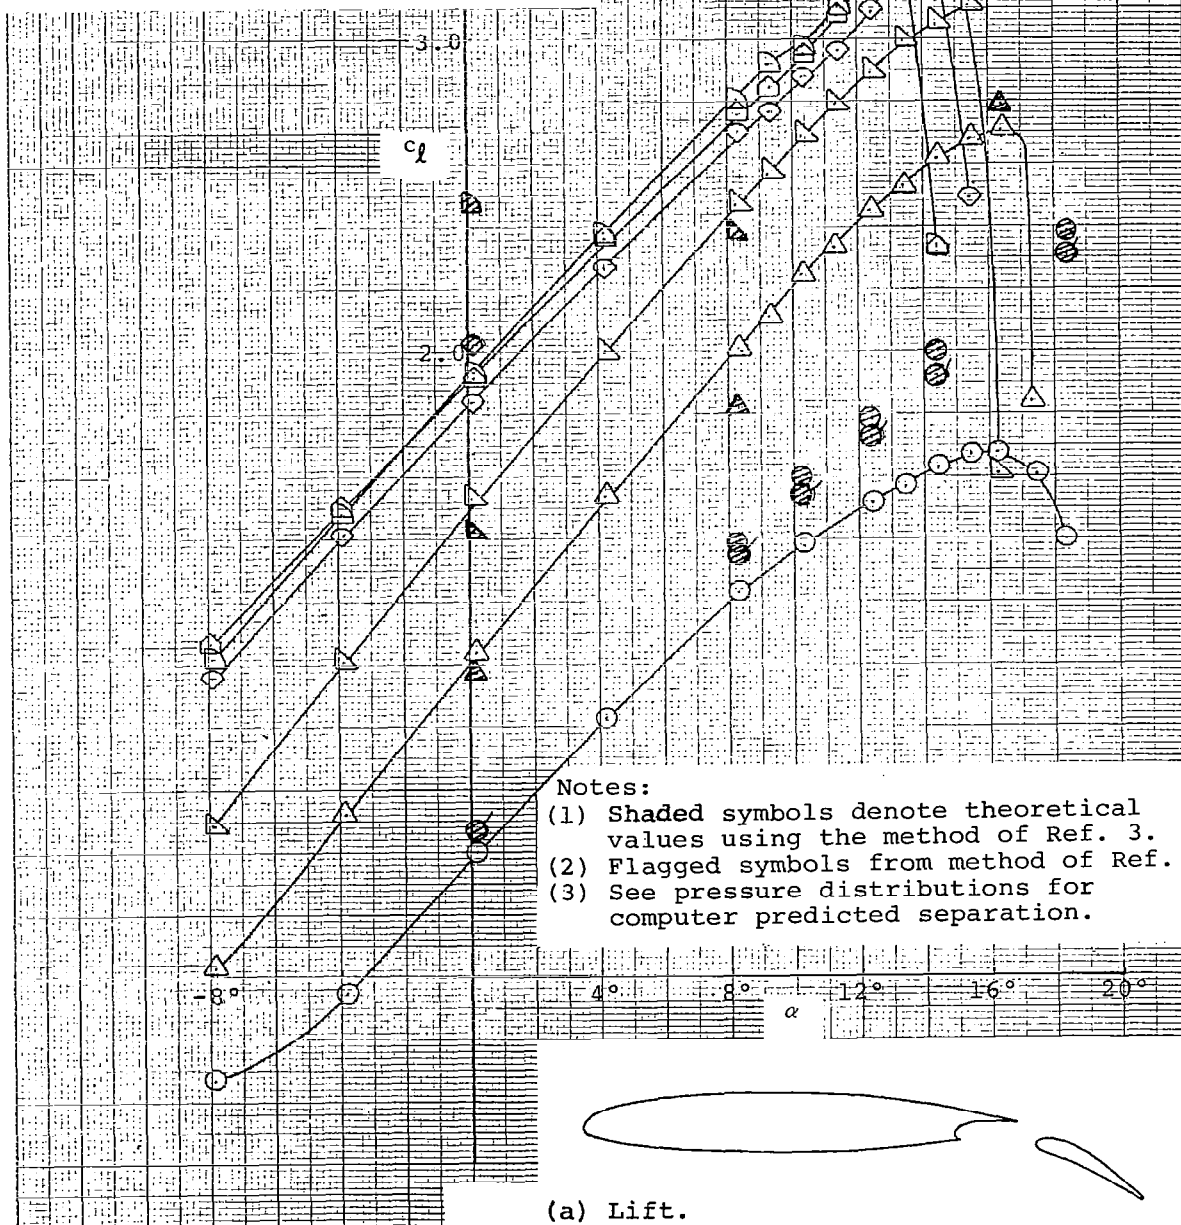 3.0
cℓ
2.0
Notes:
(1) Shaded symbols denote theoretical
values using the method of Ref. 3.
(2) Flagged symbols from method of Ref.
(3) See pressure distributions for
computer predicted separation.
-8° 4° 8° 12° 16° 20°
α
(a) Lift.